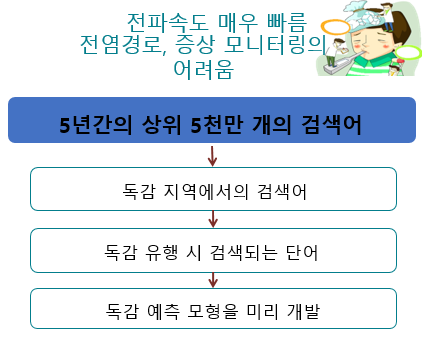 전파속도 매우 빠름
전염경로, 증상 모니터링의
어려움
5년간의 상위 5천만 개의 검색어
독감 지역에서의 검색어
독감 유행 시 검색되는 단어
독감 예측 모형을 미리 개발